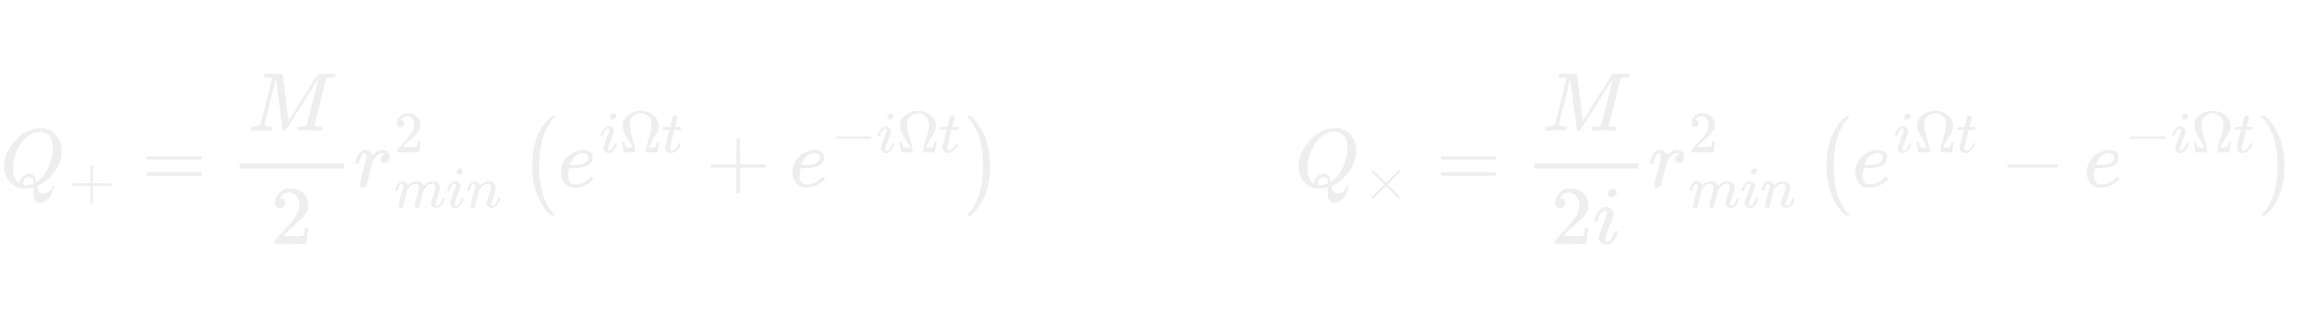 $Q_{+} = \frac{M}{2} r_{min}^{2} \left( e^{i\Omega t} + e^{-i\Omega t} \right) \qquad Q_{\times} = \frac{M}{2i} r_{min}^{2} \left( e^{i\Omega t} - e^{-i\Omega t} \right)$